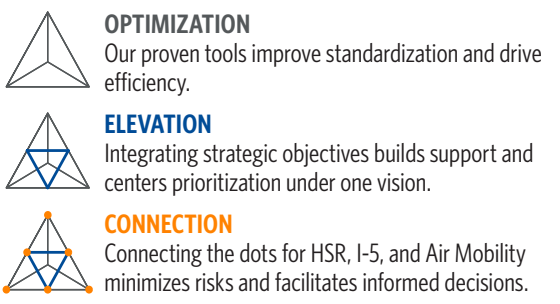 OPTIMIZATION
Our proven tools improve standardization and drive
efficiency.
ELEVATION
Integrating strategic objectives builds support and
centers prioritization under one vision.
CONNECTION
Connecting the dots for HSR, I-5, and Air Mobility
minimizes risks and facilitates informed decisions.